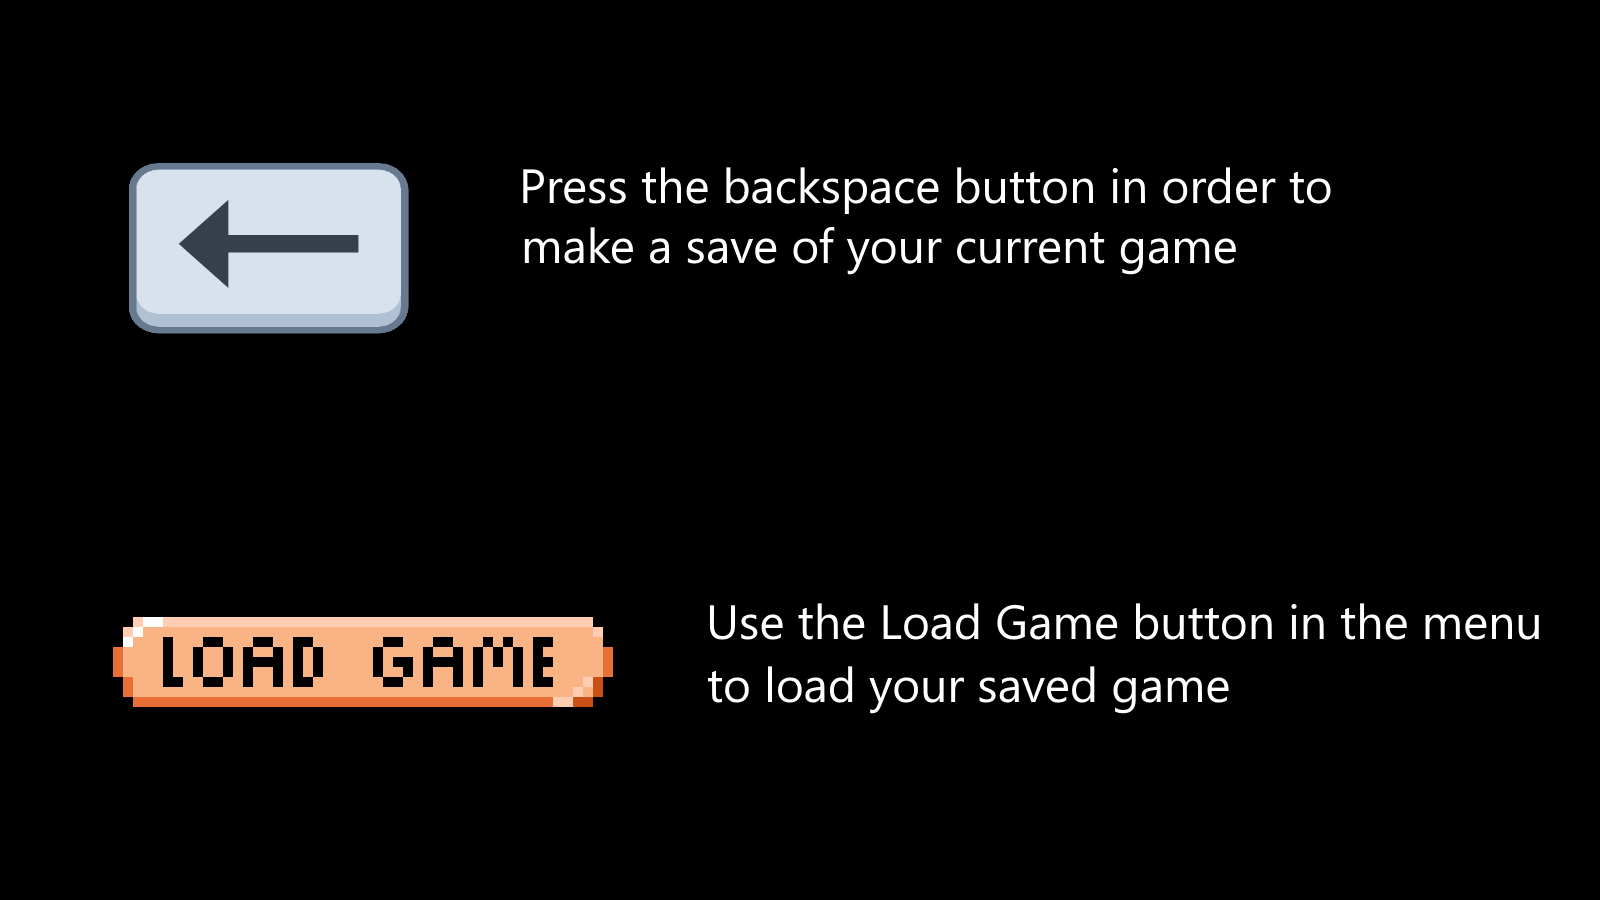 Press the backspace button in order to
make a save of your current game
LOAD GAME
Use the Load Game button in the menu
to load your saved game